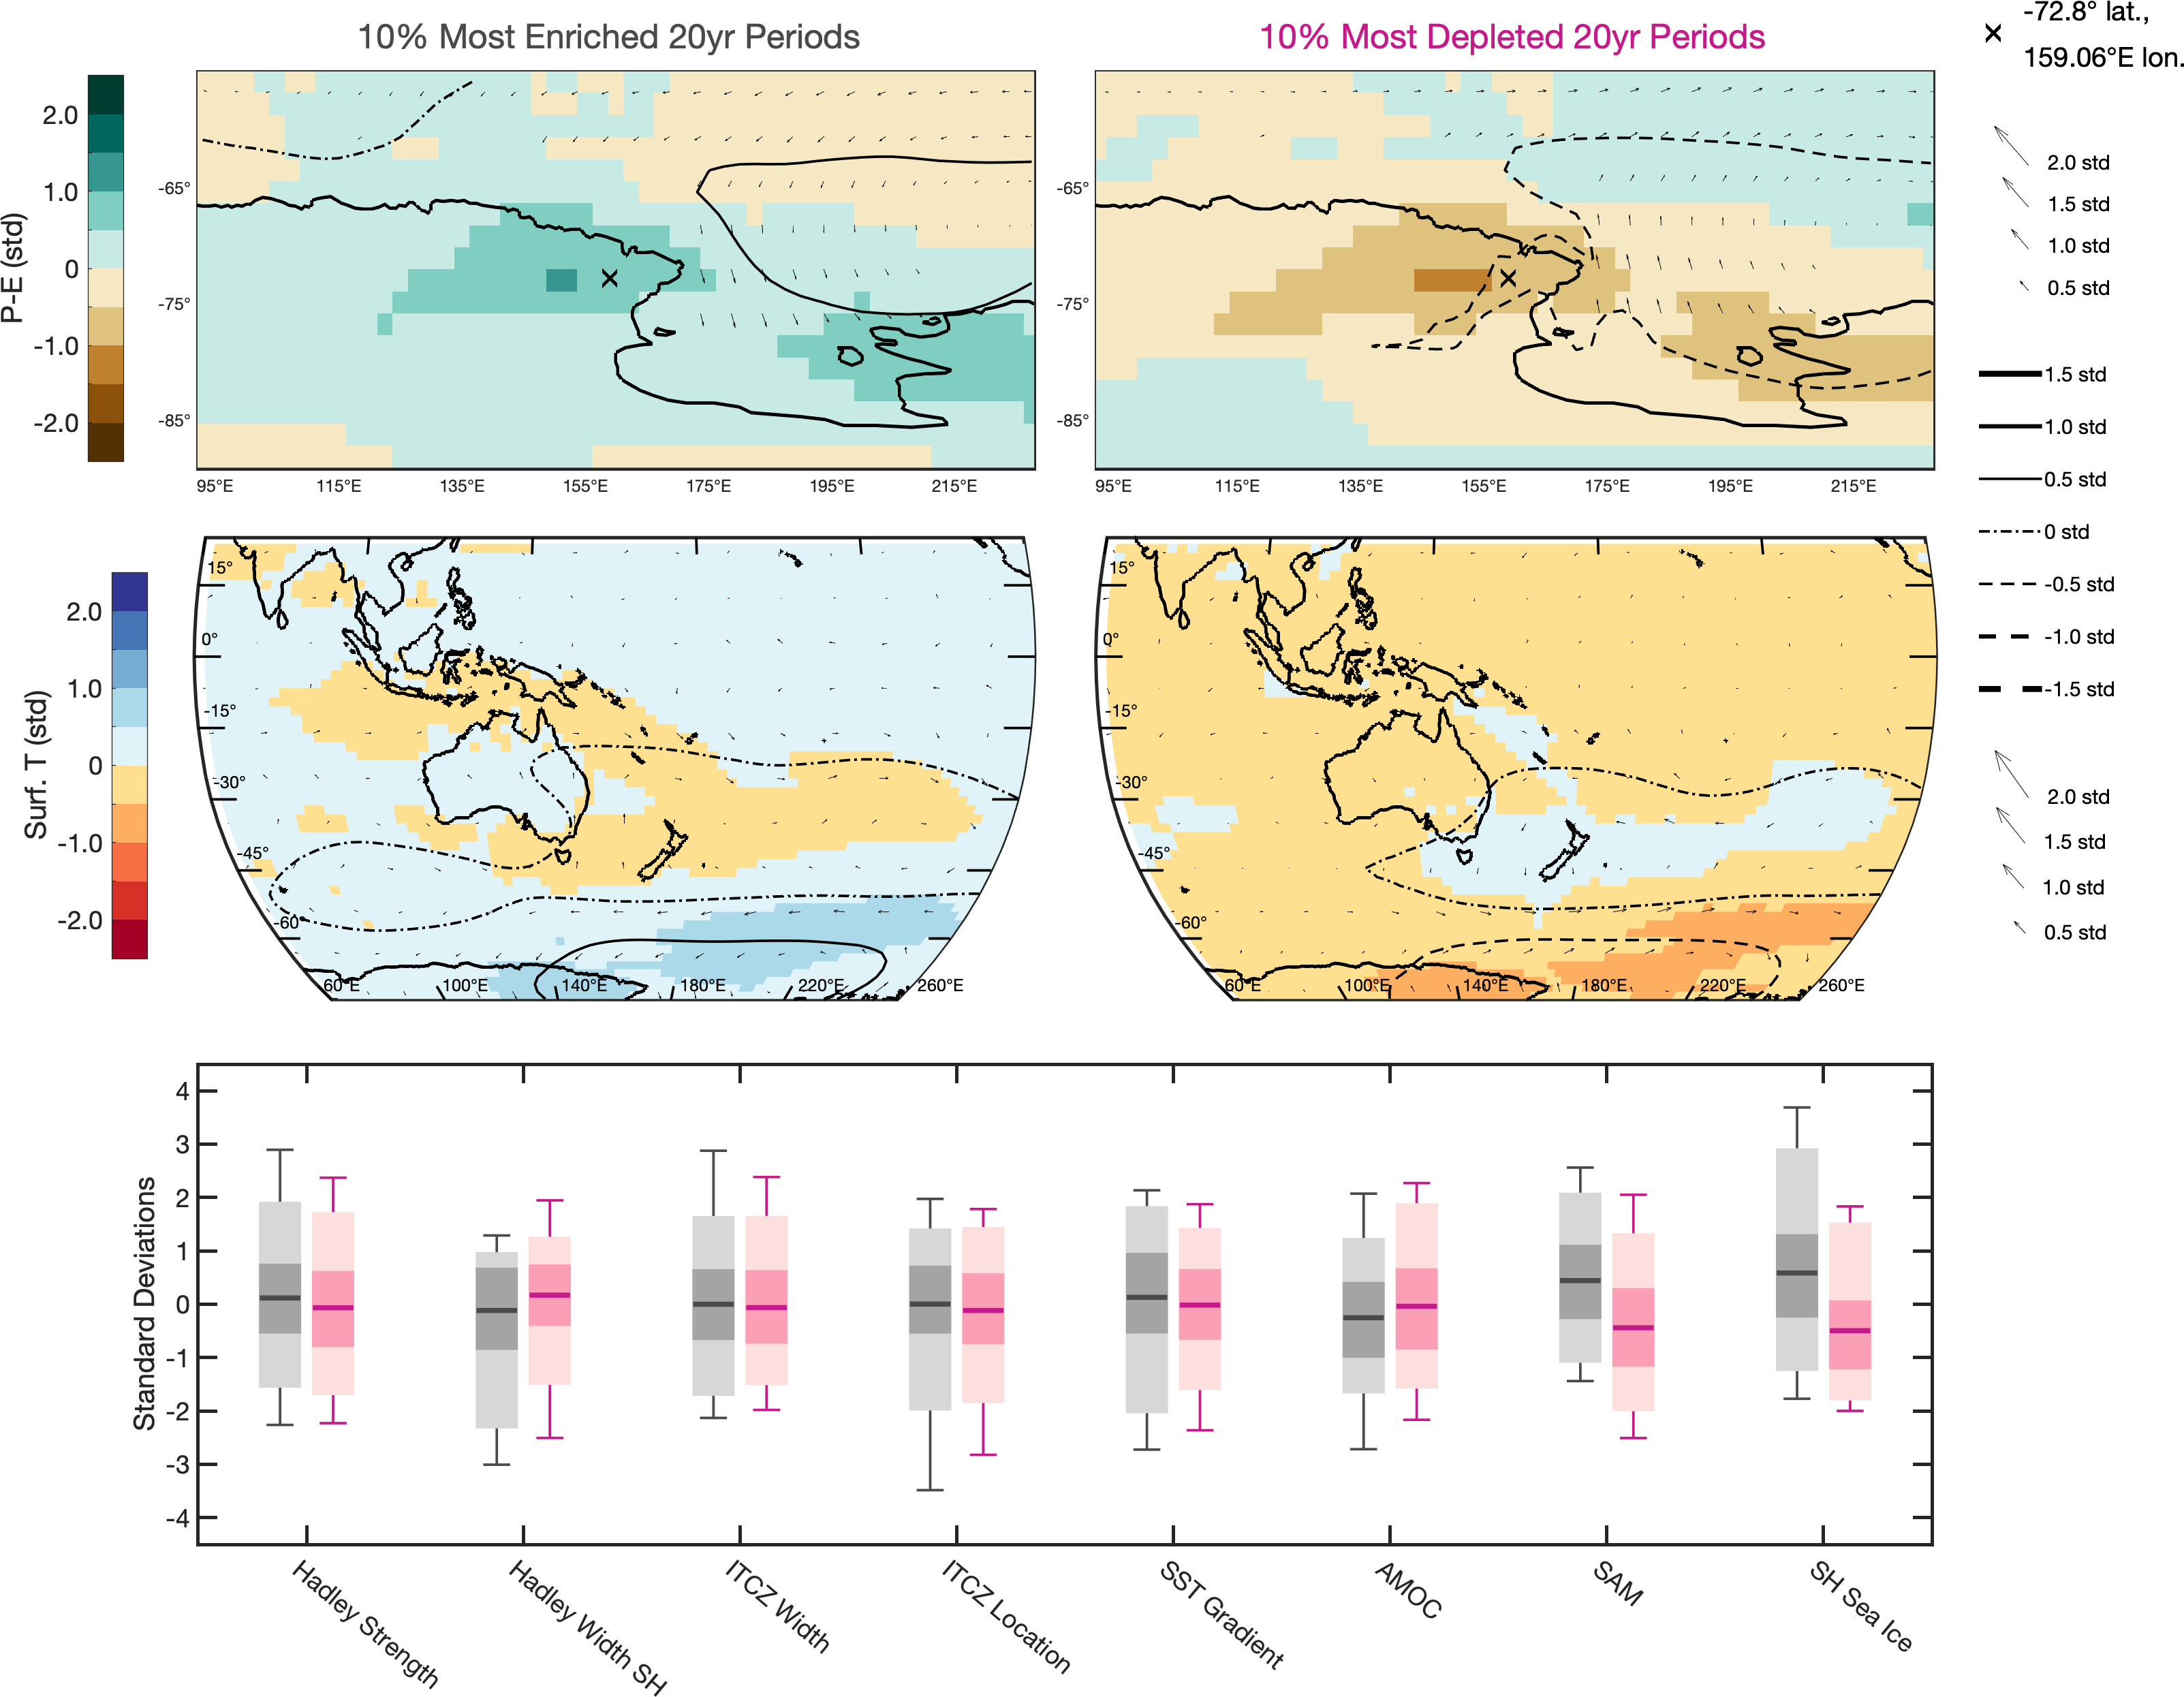 10% Most Enriched 20yr Periods
10% Most Depleted 20yr Periods
-72.8° lat.,
159.06°E lon.
P-E (std)
2.0
1.0
0
-1.0
-2.0
-65°
-75°
-85°
95°E 115°E 135°E 155°E 175°E 195°E 215°E
-65°
-75°
-85°
95°E 115°E 135°E 155°E 175°E 195°E 215°E
2.0 std
1.5 std
1.0 std
0.5 std
1.5 std
1.0 std
0.5 std
0 std
-0.5 std
-1.0 std
-1.5 std
Surf. T (std)
2.0
1.0
0
-1.0
-2.0
15°
0°
-15°
-30°
-45°
-60°
60°E 100°E 140°E 180°E 220°E 260°E
15°
0°
-15°
-30°
-45°
-60°
60°E 100°E 140°E 180°E 220°E 260°E
2.0 std
1.5 std
1.0 std
0.5 std
Standard Deviations
4
3
2
1
0
-1
-2
-3
-4
Hadley Strength
Hadley Width SH
ITCZ Width
ITCZ Location
SST Gradient
AMOC
SAM
SH Sea Ice